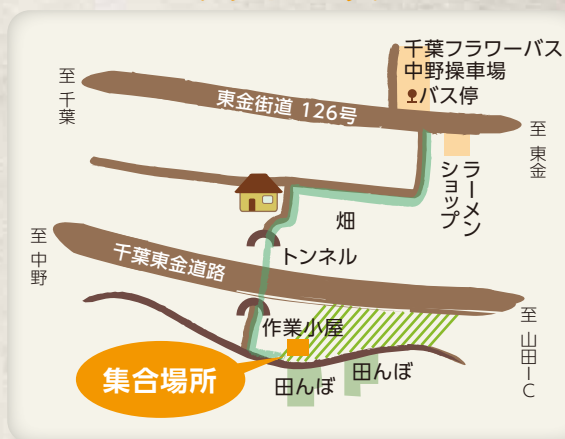 千葉フラワーバス
中野操車場
バス停
至 千葉
東金街道 126号
至 東金
ラーメン
ショップ
畑
トンネル
至 中野
千葉東金道路
作業小屋
至 山田IC
集合場所
田んぼ
田んぼ